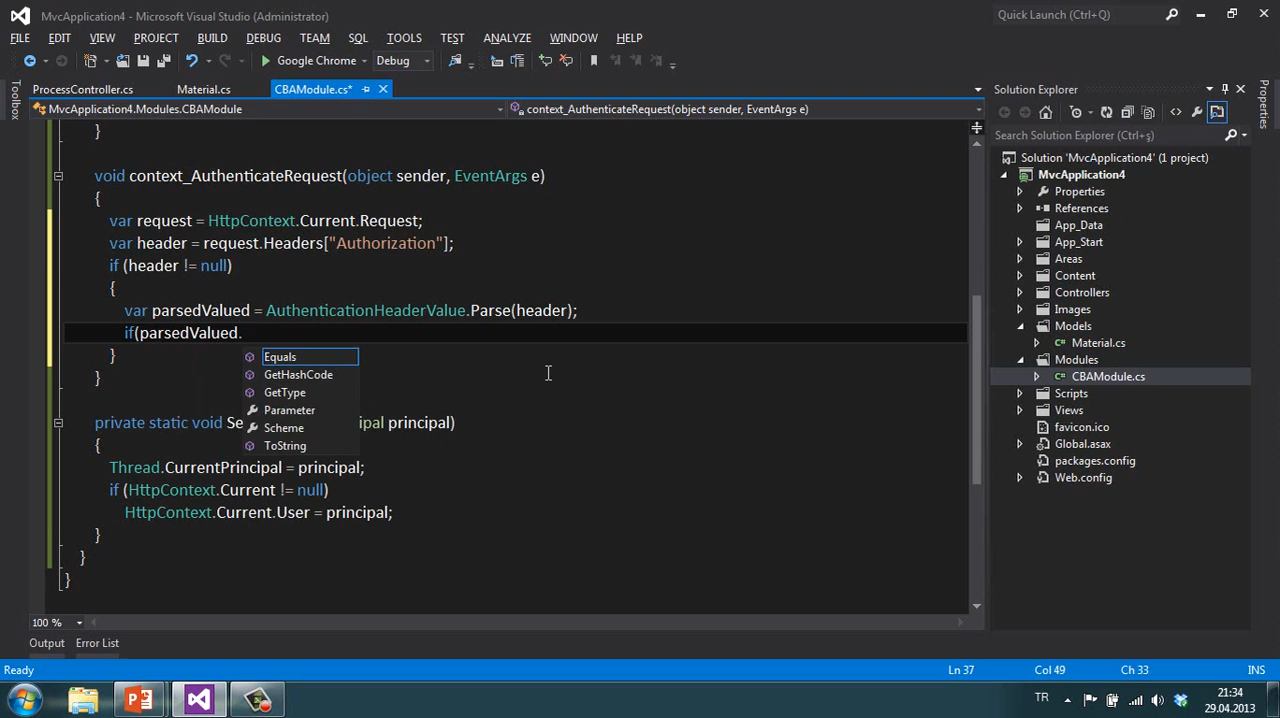 MvcApplication4 - Microsoft Visual Studio (Administrator)
Quick Launch (Ctrl+Q)
FILE EDIT VIEW PROJECT BUILD DEBUG TEAM SQL TOOLS TEST ANALYZE WINDOW HELP
Google Chrome Debug
Toolbox
ProcessController.cs Material.cs CBAModule.cs*
MvcApplication4.Modules.CBAModule context_AuthenticateRequest(object sender, EventArgs e)
}
void context_AuthenticateRequest(object sender, EventArgs e)
{
var request = HttpContext.Current.Request;
var header = request.Headers["Authorization"];
if (header != null)
{
var parsedValued = AuthenticationHeaderValue.Parse(header);
if(parsedValued.
}
}
Equals
GetHashCode
GetType
Parameter
Scheme
ToString
private static void Se ipal principal)
{
Thread.CurrentPrincipal = principal;
if (HttpContext.Current != null)
HttpContext.Current.User = principal;
}
}
}
100 %
Output Error List
Solution Explorer
Search Solution Explorer (Ctrl+ş)
Solution 'MvcApplication4' (1 project)
MvcApplication4
Properties
References
App_Data
App_Start
Areas
Content
Controllers
Images
Models
Material.cs
Modules
CBAModule.cs
Scripts
Views
favicon.ico
Global.asax
packages.config
Web.config
Properties
Ready Ln 37 Col 49 Ch 33 INS
TR
21:34
29.04.2013